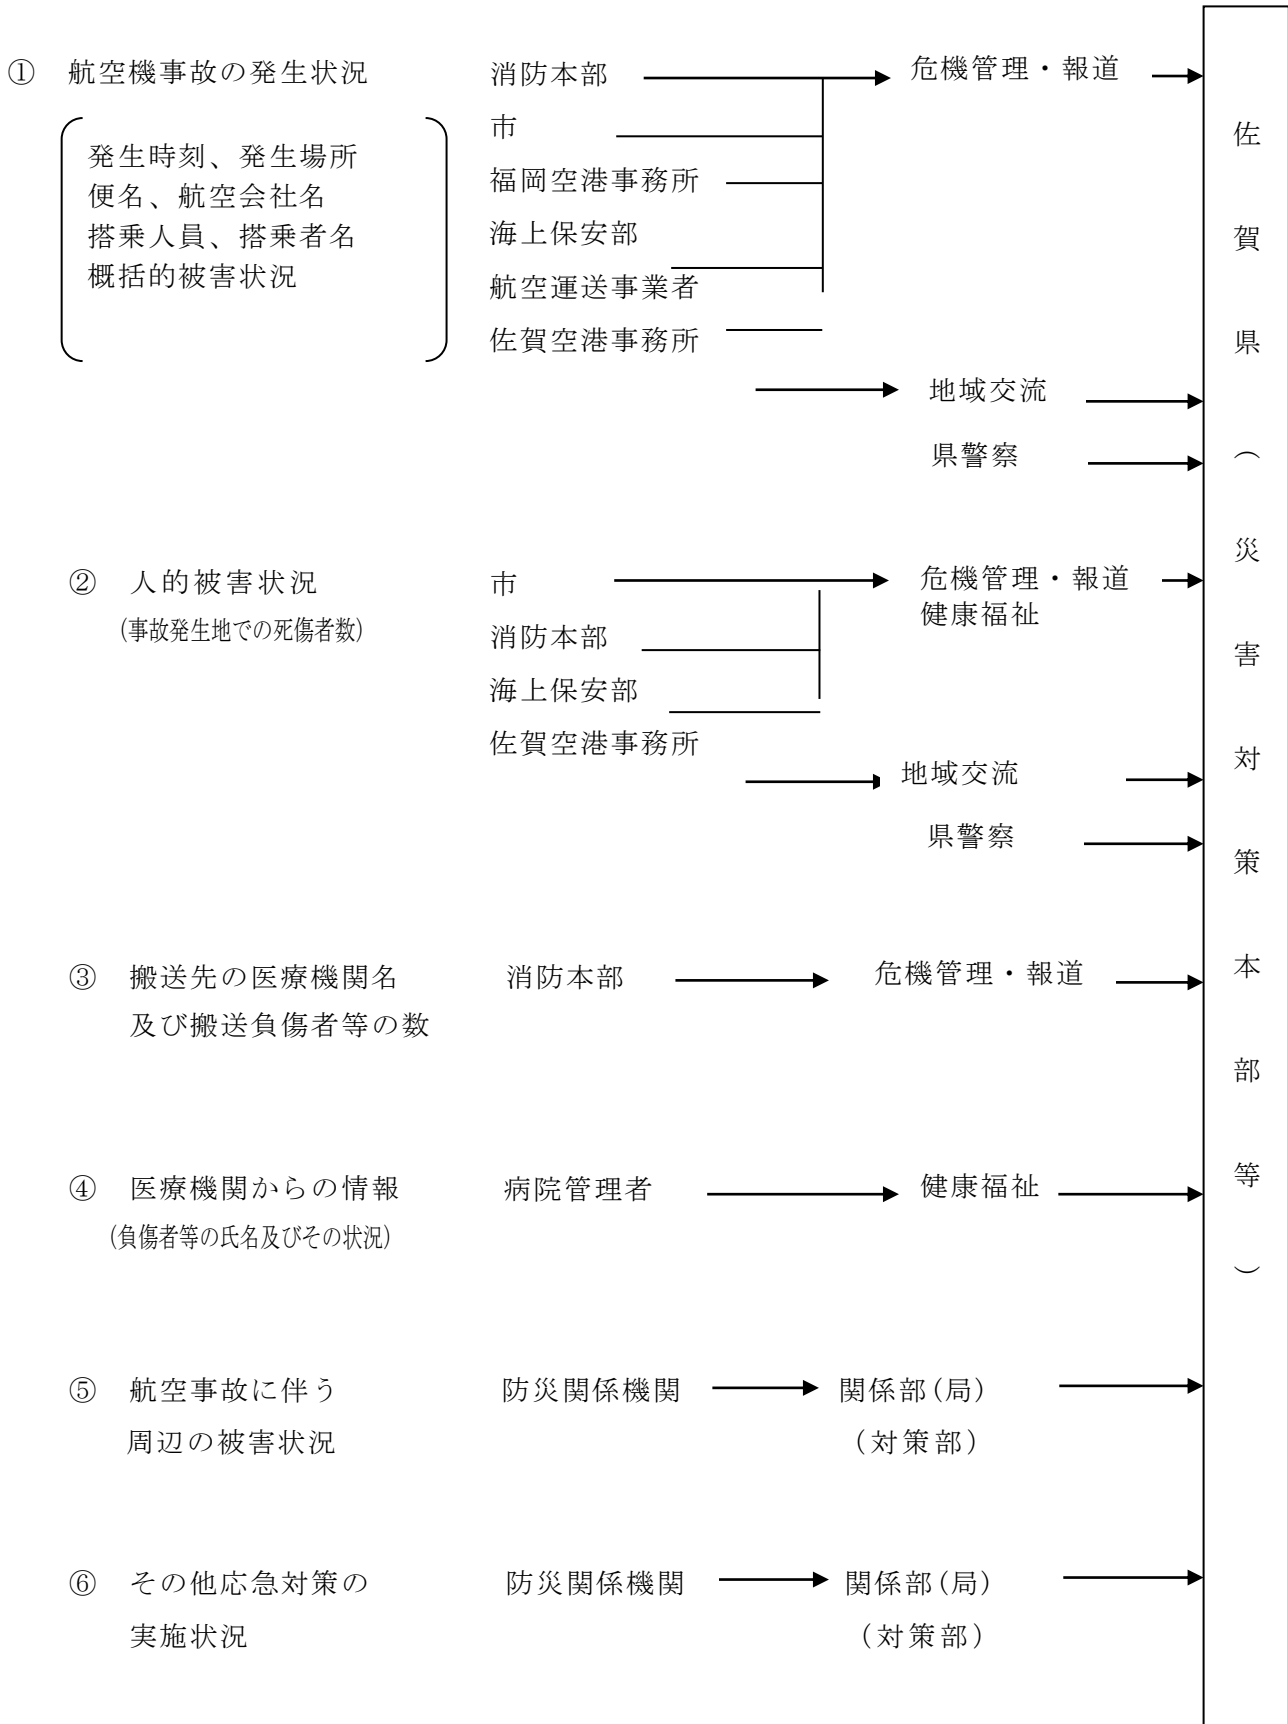 ① 航空機事故の発生状況
発生時刻、発生場所
便名、航空会社名
搭乗人員、搭乗者名
概括的被害状況
消防本部
市
福岡空港事務所
海上保安部
航空運送事業者
佐賀空港事務所
危機管理・報道
地域交流
県警察
② 人的被害状況
(事故発生地での死傷者数)
市
消防本部
海上保安部
佐賀空港事務所
危機管理・報道
健康福祉
地域交流
県警察
③ 搬送先の医療機関名
及び搬送負傷者等の数
消防本部
危機管理・報道
④ 医療機関からの情報
(負傷者等の氏名及びその状況)
病院管理者
健康福祉
⑤ 航空事故に伴う
周辺の被害状況
防災関係機関
関係部(局)
(対策部)
⑥ その他応急対策の
実施状況
防災関係機関
関係部(局)
(対策部)
佐賀県(災害対策本部等)